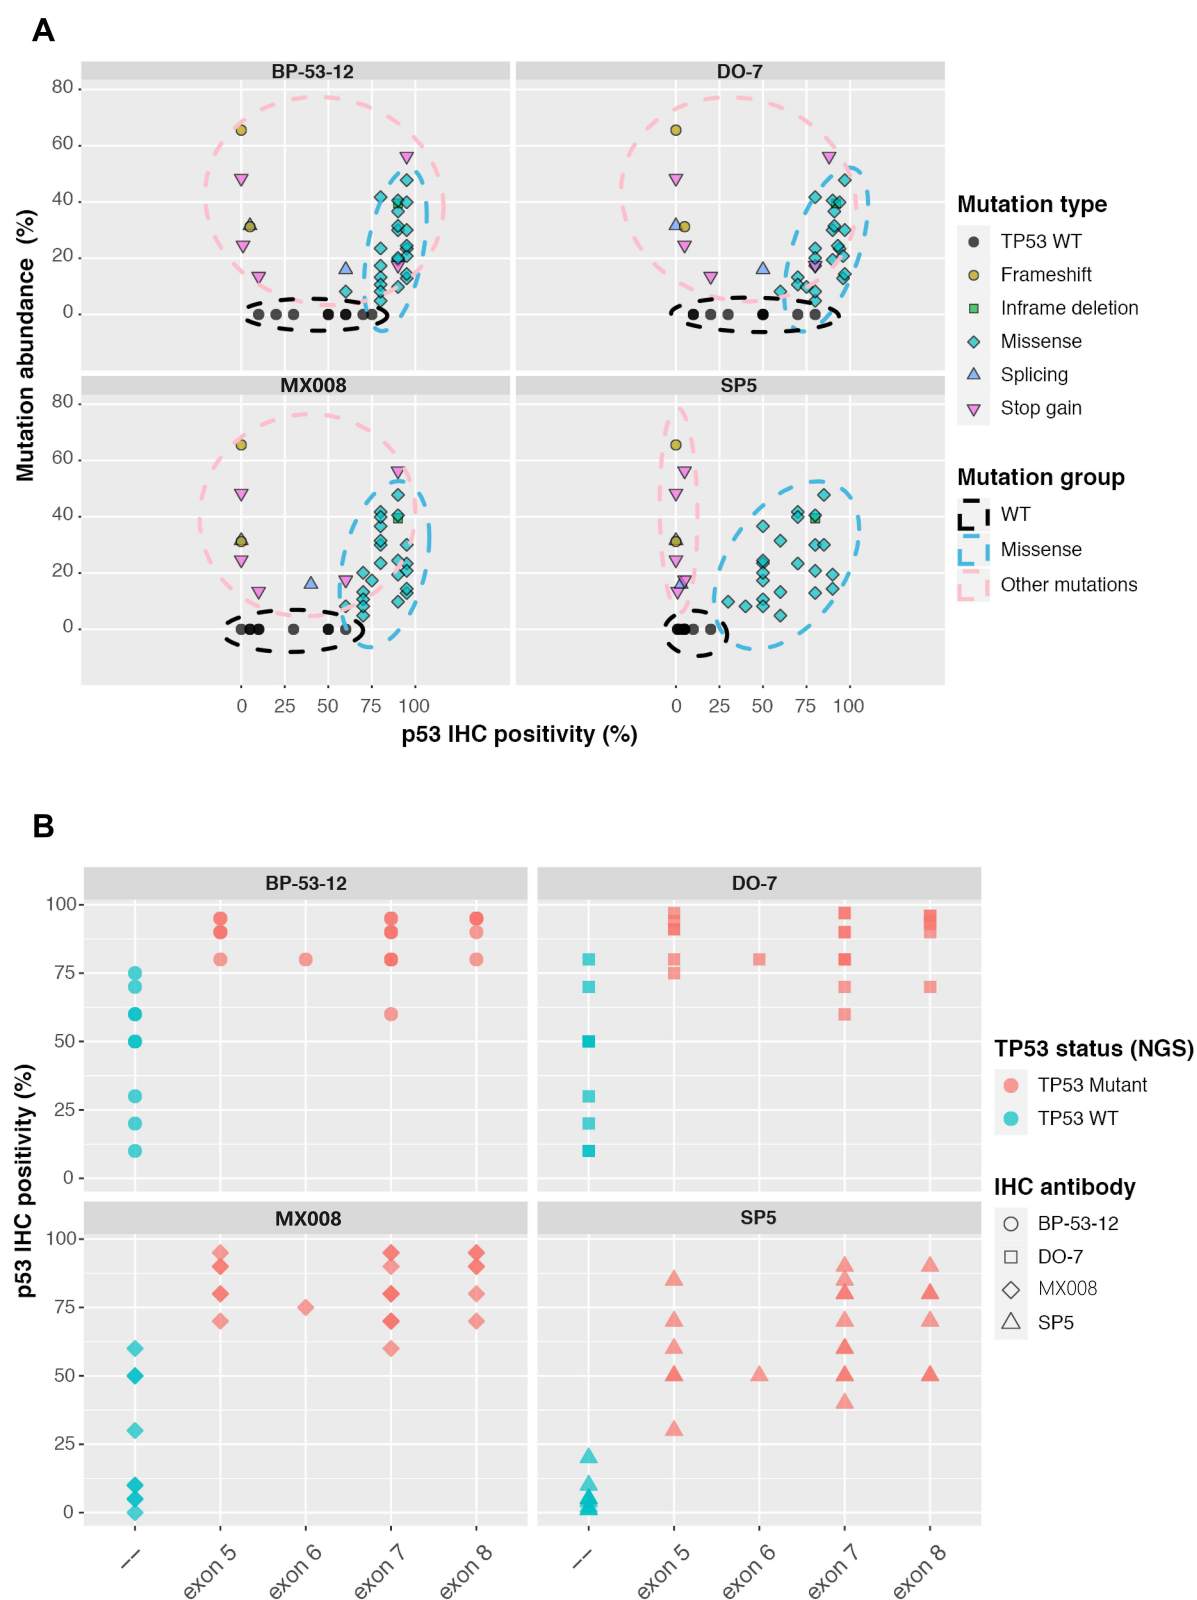 A
BP-53-12
DO-7
80
60
40
20
0
Mutation abundance (%)
MX008
SP5
80
60
40
20
0
0 25 50 75 100
0 25 50 75 100
p53 IHC positivity (%)
Mutation type
TP53 WT
Frameshift
Inframe deletion
Missense
Splicing
Stop gain
Mutation group
WT
Missense
Other mutations
B
BP-53-12
DO-7
100
75
50
25
0
p53 IHC positivity (%)
MX008
SP5
100
75
50
25
0
-- exon 5 exon 6 exon 7 exon 8
-- exon 5 exon 6 exon 7 exon 8
TP53 status (NGS)
TP53 Mutant
TP53 WT
IHC antibody
BP-53-12
DO-7
MX008
SP5